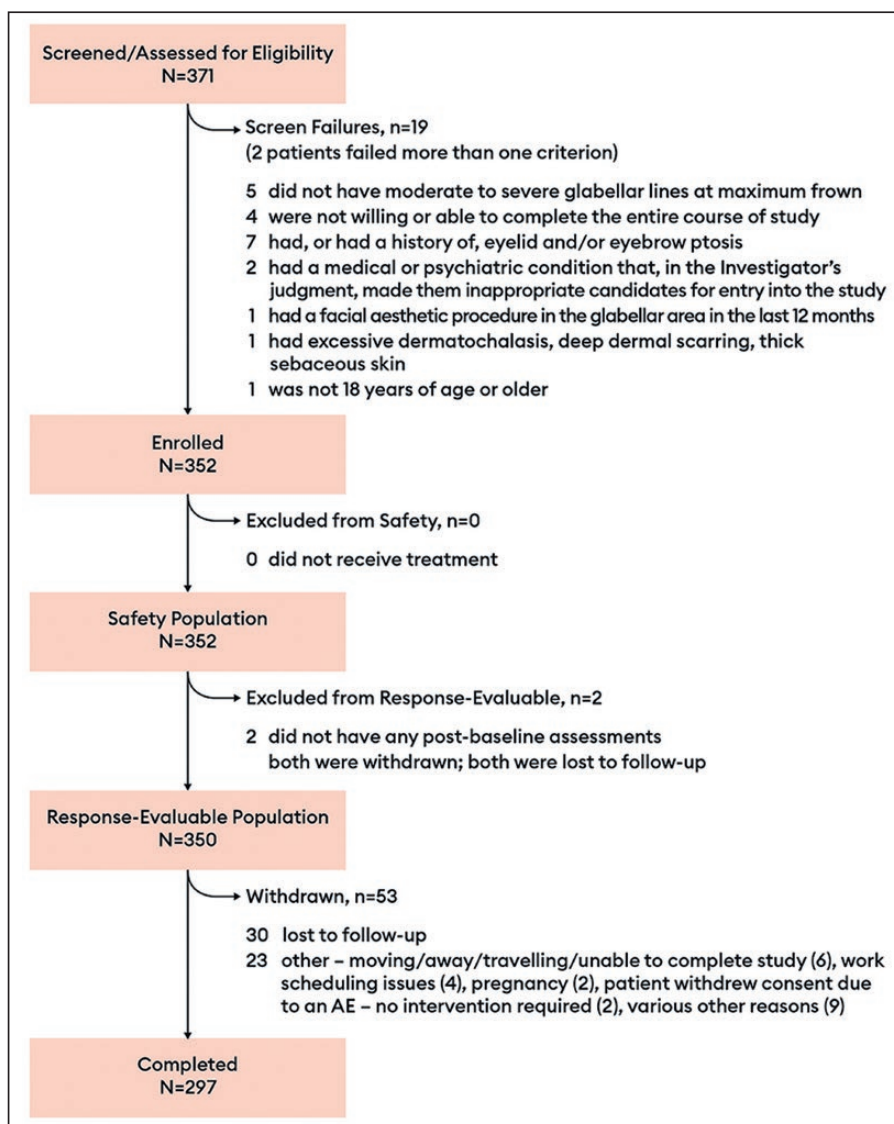 Screened/Assessed for Eligibility
N=371
Screen Failures, n=19
(2 patients failed more than one criterion)
5 did not have moderate to severe glabellar lines at maximum frown
4 were not willing or able to complete the entire course of study
7 had, or had a history of, eyelid and/or eyebrow ptosis
2 had a medical or psychiatric condition that, in the Investigator's
judgment, made them inappropriate candidates for entry into the study
1 had a facial aesthetic procedure in the glabellar area in the last 12 months
1 had excessive dermatochalasis, deep dermal scarring, thick
sebaceous skin
1 was not 18 years of age or older
Enrolled
N=352
Excluded from Safety, n=0
0 did not receive treatment
Safety Population
N=352
Excluded from Response-Evaluable, n=2
2 did not have any post-baseline assessments
both were withdrawn; both were lost to follow-up
Response-Evaluable Population
N=350
Withdrawn, n=53
30 lost to follow-up
23 other – moving/away/travelling/unable to complete study (6), work
scheduling issues (4), pregnancy (2), patient withdrew consent due
to an AE – no intervention required (2), various other reasons (9)
Completed
N=297